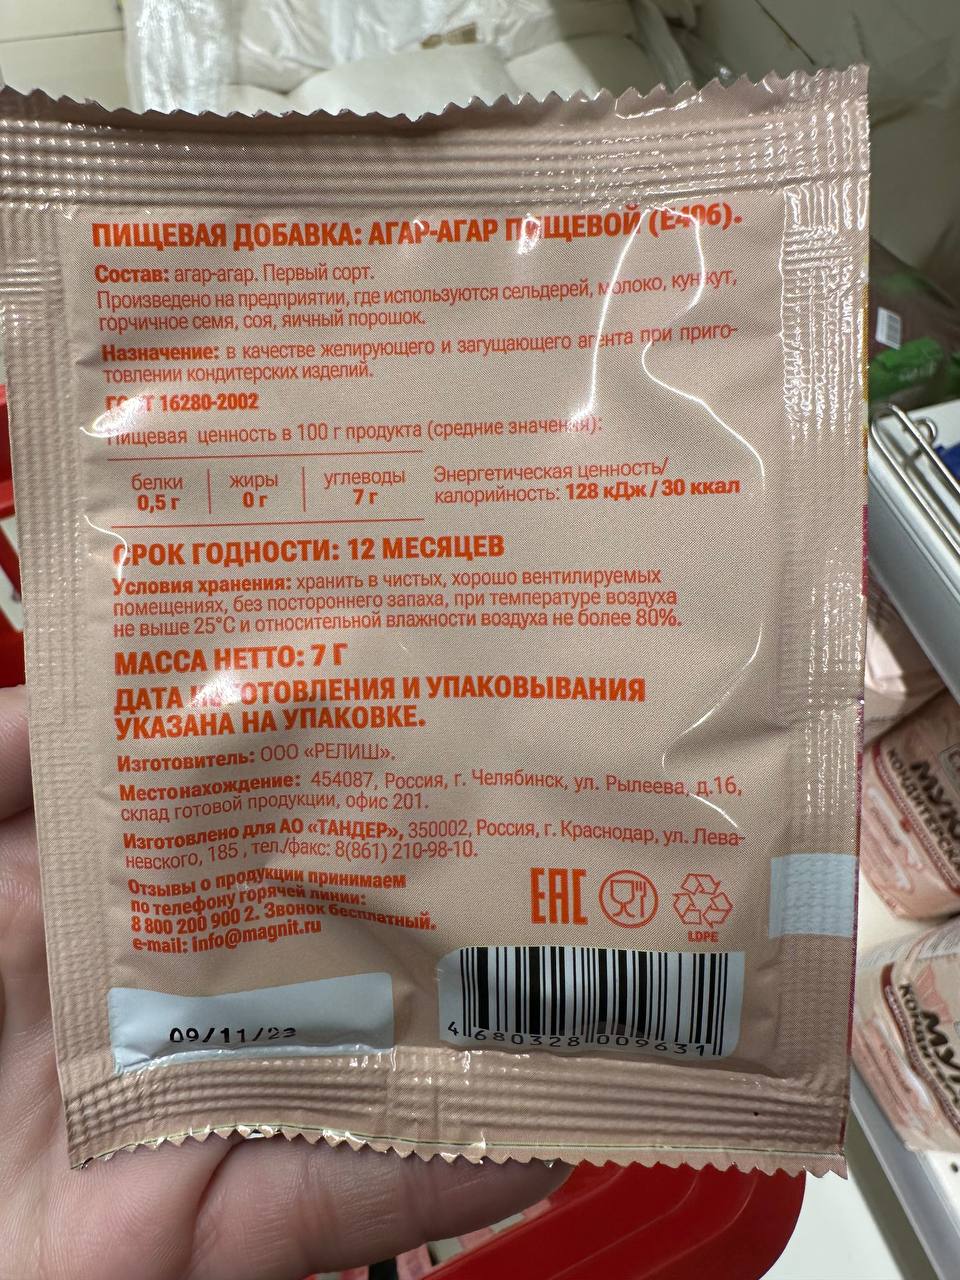 ПИЩЕВАЯ ДОБАВКА: АГАР-АГАР ПИЩЕВОЙ (Е406).
Состав: агар-агар. Первый сорт.
Произведено на предприятии, где используются сельдерей, молоко, кунжут,
горчичное семя, соя, яичный порошок.
Назначение: в качестве желирующего и загущающего агента при приго-
товлении кондитерских изделий.
ГОСТ 16280-2002
Пищевая ценность в 100 г продукта (средние значения):
белки жиры углеводы Энергетическая ценность/
0,5 г 0 г 7 г калорийность: 128 кДж / 30 ккал
СРОК ГОДНОСТИ: 12 МЕСЯЦЕВ
Условия хранения: хранить в чистых, хорошо вентилируемых
помещениях, без постороннего запаха, при температуре воздуха
не выше 25°С и относительной влажности воздуха не более 80%.
МАССА НЕТТО: 7 Г
ДАТА ИЗГОТОВЛЕНИЯ И УПАКОВЫВАНИЯ
УКАЗАНА НА УПАКОВКЕ.
Изготовитель: ООО «РЕЛИШ».
Местонахождение: 454087, Россия, г. Челябинск, ул. Рылеева, д.16,
склад готовой продукции, офис 201.
Изготовлено для АО «ТАНДЕР», 350002, Россия, г. Краснодар, ул. Лева-
невского, 185 , тел./факс: 8(861) 210-98-10.
Отзывы о продукции принимаем
по телефону горячей линии:
8 800 200 900 2. Звонок бесплатный.
e-mail: info@magnit.ru
EAC
LDPE
09/11/23
4 680328 009631
МУКА
КОНДИТЕРСКАЯ